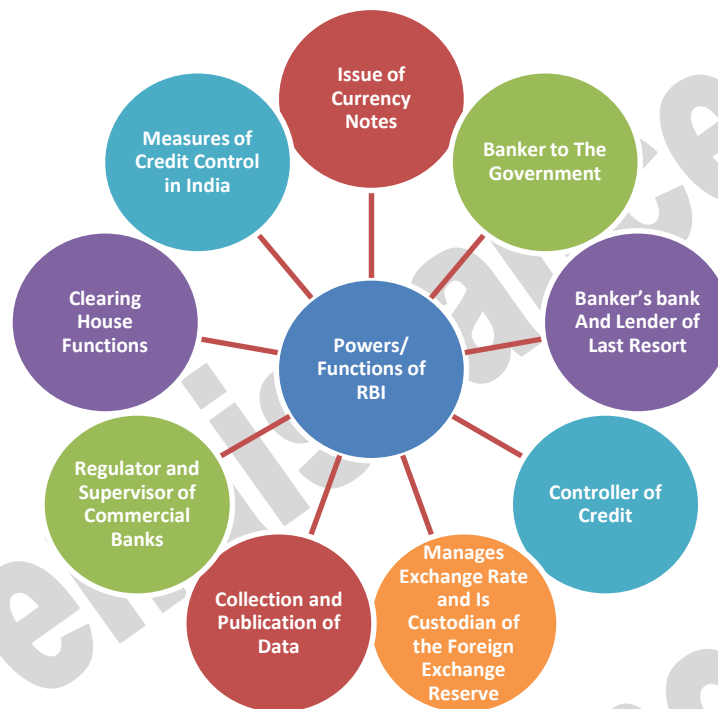 Issue of
Currency
Notes
Measures of
Credit Control
in India
Banker to The
Government
Clearing
House
Functions
Banker’s bank
And Lender of
Last Resort
Powers/
Functions of
RBI
Regulator and
Supervisor of
Commercial
Banks
Controller of
Credit
Collection and
Publication of
Data
Manages
Exchange Rate
and Is
Custodian of
the Foreign
Exchange
Reserve